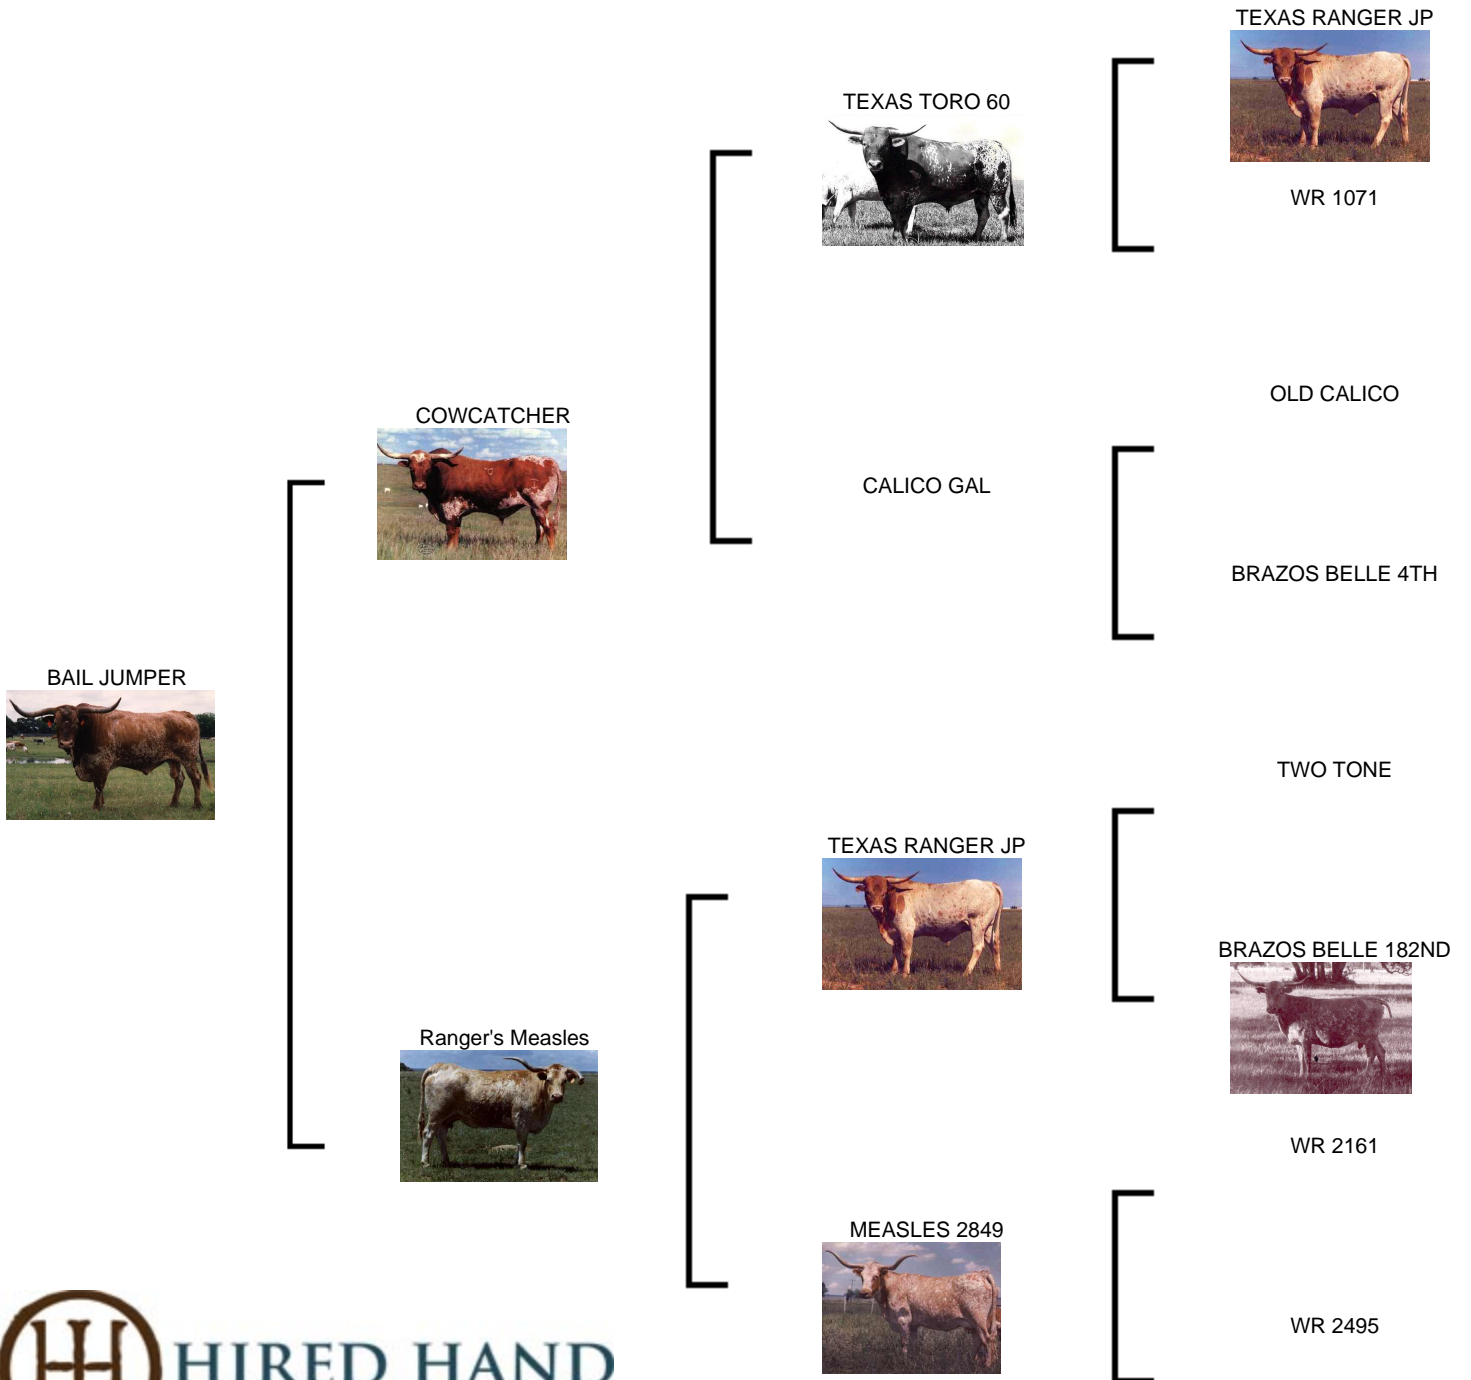 TEXAS RANGER JP
TEXAS TORO 60
WR 1071
OLD CALICO
COWCATCHER
CALICO GAL
BRAZOS BELLE 4TH
BAIL JUMPER
TWO TONE
TEXAS RANGER JP
BRAZOS BELLE 182ND
Ranger's Measles
WR 2161
MEASLES 2849
WR 2495
HH HIRED HAND